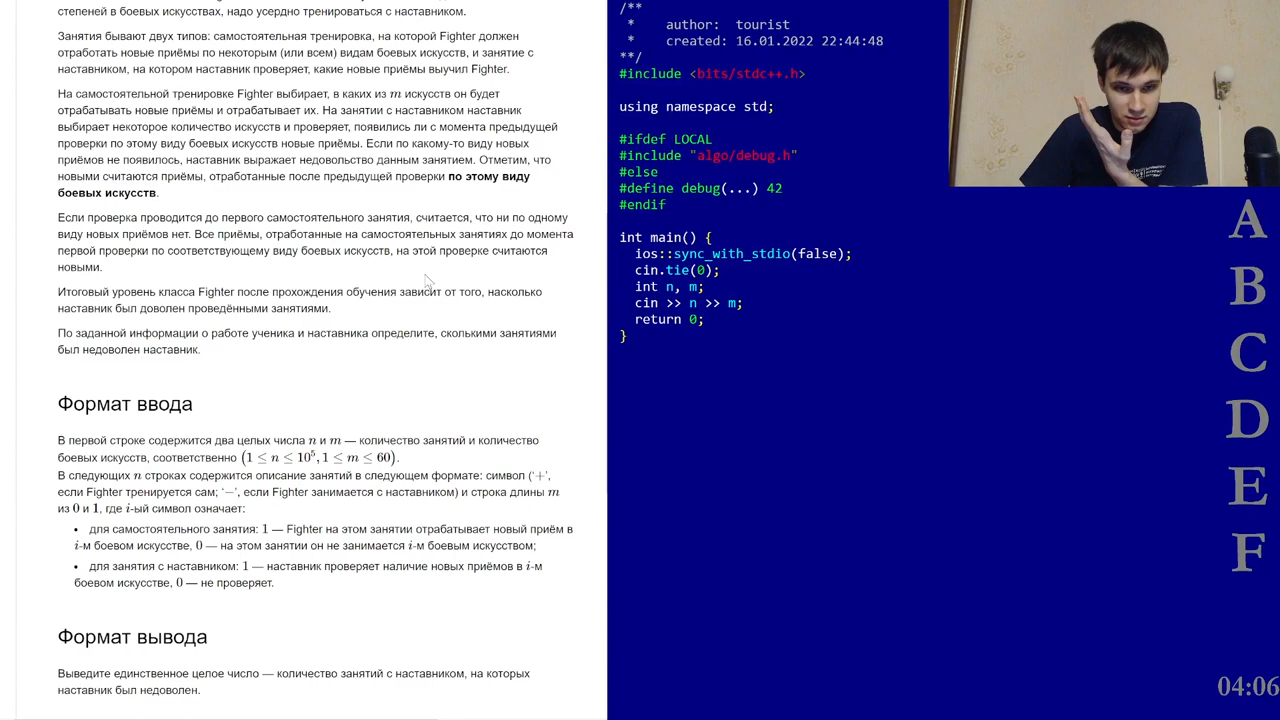 степеней в боевых искусствах, надо усердно тренироваться с наставником.
Занятия бывают двух типов: самостоятельная тренировка, на которой Fighter должен
отработать новые приёмы по некоторым (или всем) видам боевых искусств, и занятие с
наставником, на котором наставник проверяет, какие новые приёмы выучил Fighter.
На самостоятельной тренировке Fighter выбирает, в каких из m искусств он будет
отрабатывать новые приёмы и отрабатывает их. На занятии с наставником наставник
выбирает некоторое количество искусств и проверяет, появились ли с момента предыдущей
проверки по этому виду боевых искусств новые приёмы. Если по какому-то виду новых
приёмов не появилось, наставник выражает недовольство данным занятием. Отметим, что
новыми считаются приёмы, отработанные после предыдущей проверки по этому виду
боевых искусств.
Если проверка проводится до первого самостоятельного занятия, считается, что ни по одному
виду новых приёмов нет. Все приёмы, отработанные на самостоятельных занятиях до момента
первой проверки по соответствующему виду боевых искусств, на этой проверке считаются
новыми.
Итоговый уровень класса Fighter после прохождения обучения зависит от того, насколько
наставник был доволен проведёнными занятиями.
По заданной информации о работе ученика и наставника определите, сколькими занятиями
был недоволен наставник.
Формат ввода
В первой строке содержится два целых числа n и m — количество занятий и количество
боевых искусств, соответственно (1 ≤ n ≤ 10⁵, 1 ≤ m ≤ 60).
В следующих n строках содержится описание занятий в следующем формате: символ ('+',
если Fighter тренируется сам; '−', если Fighter занимается с наставником) и строка длины m
из 0 и 1, где i-ый символ означает:
• для самостоятельного занятия: 1 — Fighter на этом занятии отрабатывает новый приём в
i-м боевом искусстве, 0 — на этом занятии он не занимается i-м боевым искусством;
• для занятия с наставником: 1 — наставник проверяет наличие новых приёмов в i-м
боевом искусстве, 0 — не проверяет.
Формат вывода
Выведите единственное целое число — количество занятий с наставником, на которых
наставник был недоволен.
/**
 *    author:  tourist
 *    created: 16.01.2022 22:44:48
**/
#include <bits/stdc++.h>
using namespace std;
#ifdef LOCAL
#include "algo/debug.h"
#else
#define debug(...) 42
#endif
int main() {
  ios::sync_with_stdio(false);
  cin.tie(0);
  int n, m;
  cin >> n >> m;
  return 0;
}
A
B
C
D
E
F
04:06